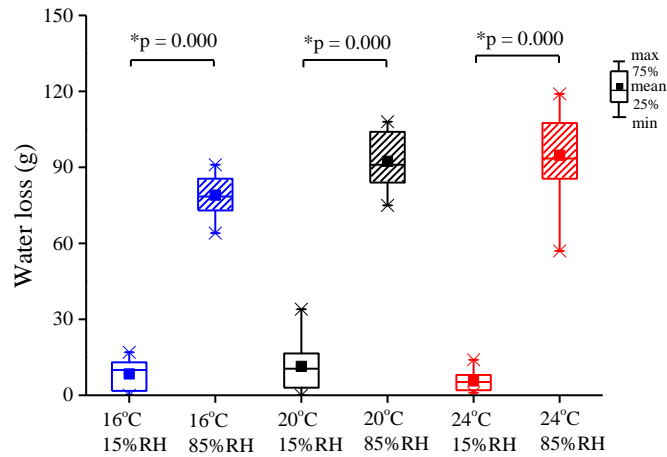 150
120
90
60
30
0
Water loss (g)
*p = 0.000
*p = 0.000
*p = 0.000
max
75%
mean
25%
min
16°C
15%RH
16°C
85%RH
20°C
15%RH
20°C
85%RH
24°C
15%RH
24°C
85%RH